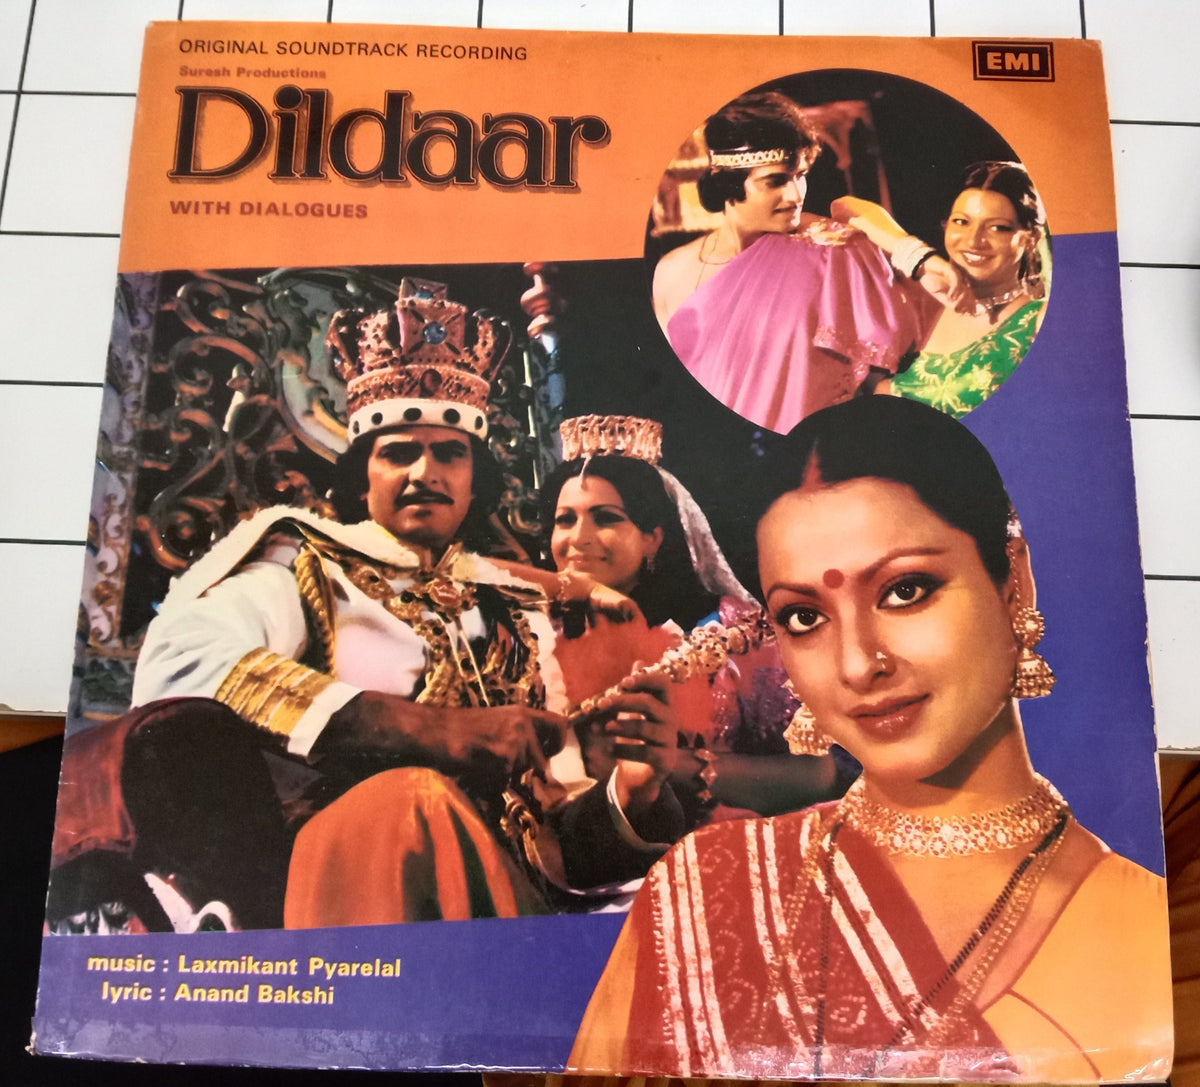 ORIGINAL SOUNDTRACK RECORDING
EMI
Suresh Productions
Dildaar
WITH DIALOGUES
music : Laxmikant Pyarelal
lyric : Anand Bakshi